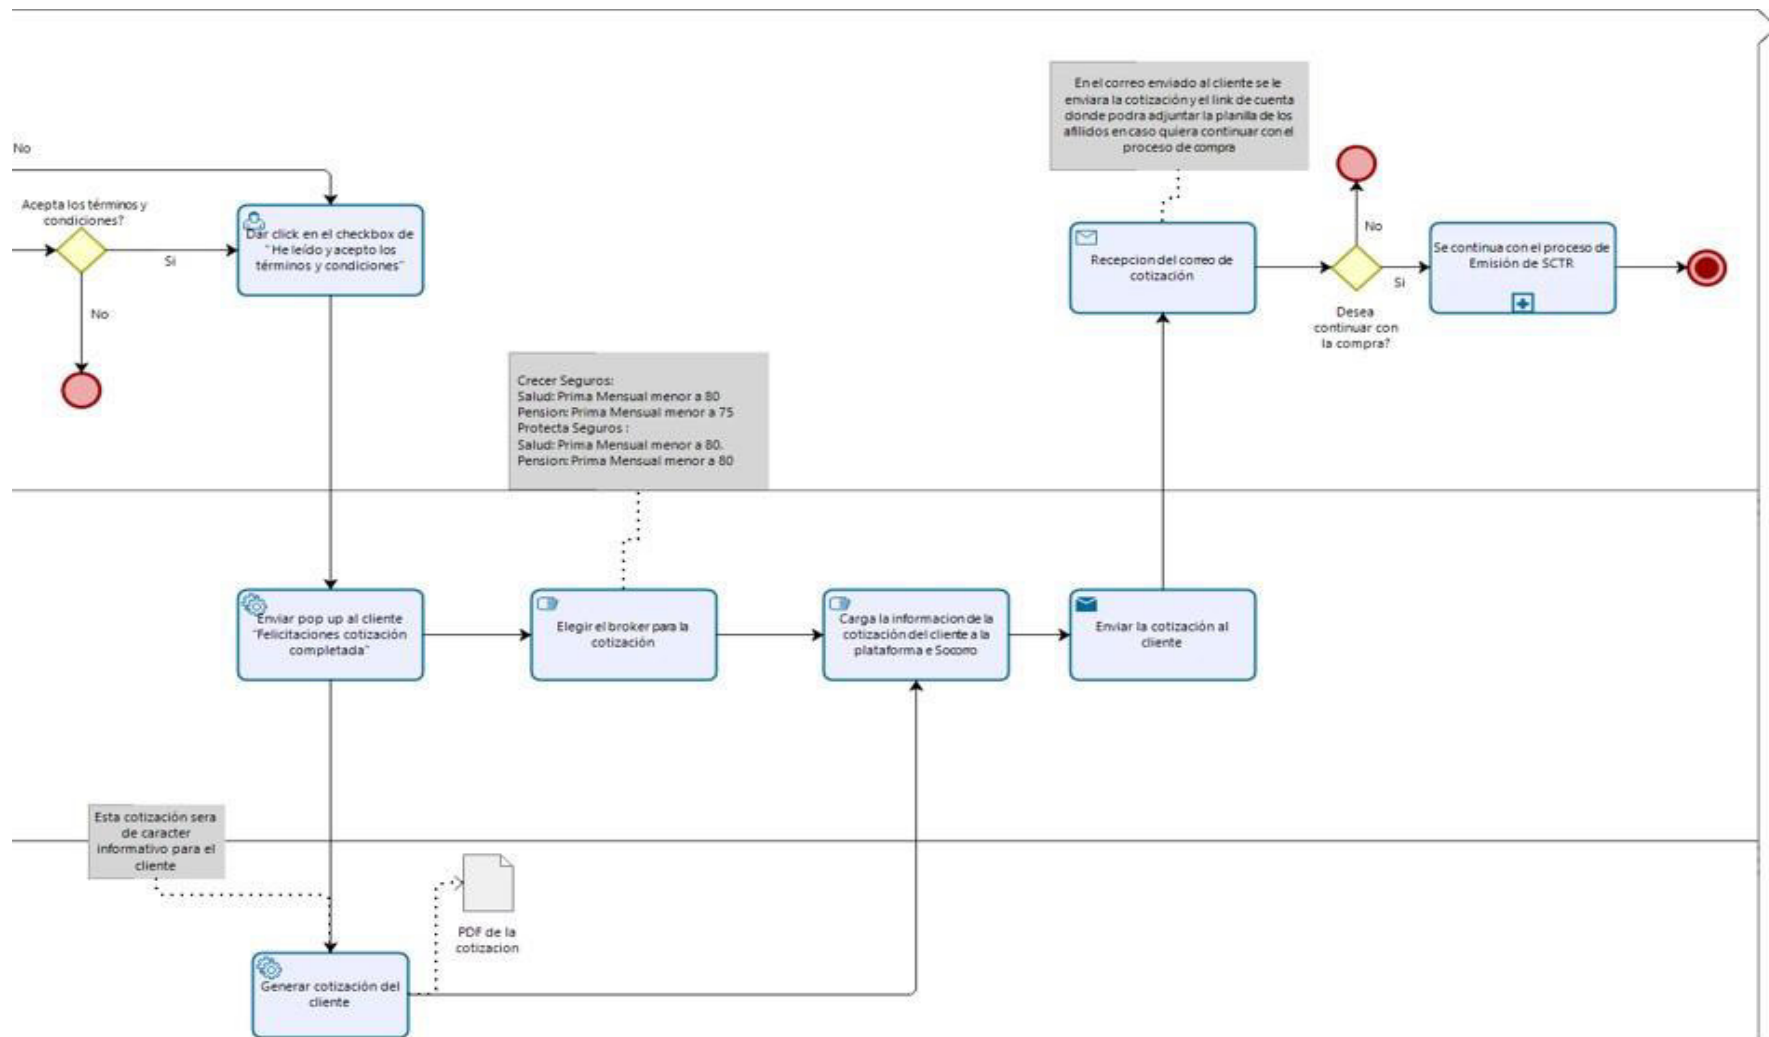 En el correo enviado al cliente se le
enviara la cotización y el link de cuenta
donde podra adjuntar la planilla de los
afilidos en caso quiera continuar con el
proceso de compra
No
Acepta los términos y
condiciones?
Si
No
Dar click en el checkbox de
"He leído y acepto los
términos y condiciones"
Recepcion del correo de
cotización
No
Si
Desea
continuar con
la compra?
Se continua con el proceso de
Emisión de SCTR
Crecer Seguros:
Salud: Prima Mensual menor a 80
Pension: Prima Mensual menor a 75
Protecta Seguros :
Salud: Prima Mensual menor a 80.
Pension: Prima Mensual menor a 80
Enviar pop up al cliente
"Felicitaciones cotización
completada"
Elegir el broker para la
cotización
Carga la informacion de la
cotización del cliente a la
plataforma e Socorro
Enviar la cotización al
cliente
Esta cotización sera
de caracter
informativo para el
cliente
PDF de la
cotizacion
Generar cotización del
cliente